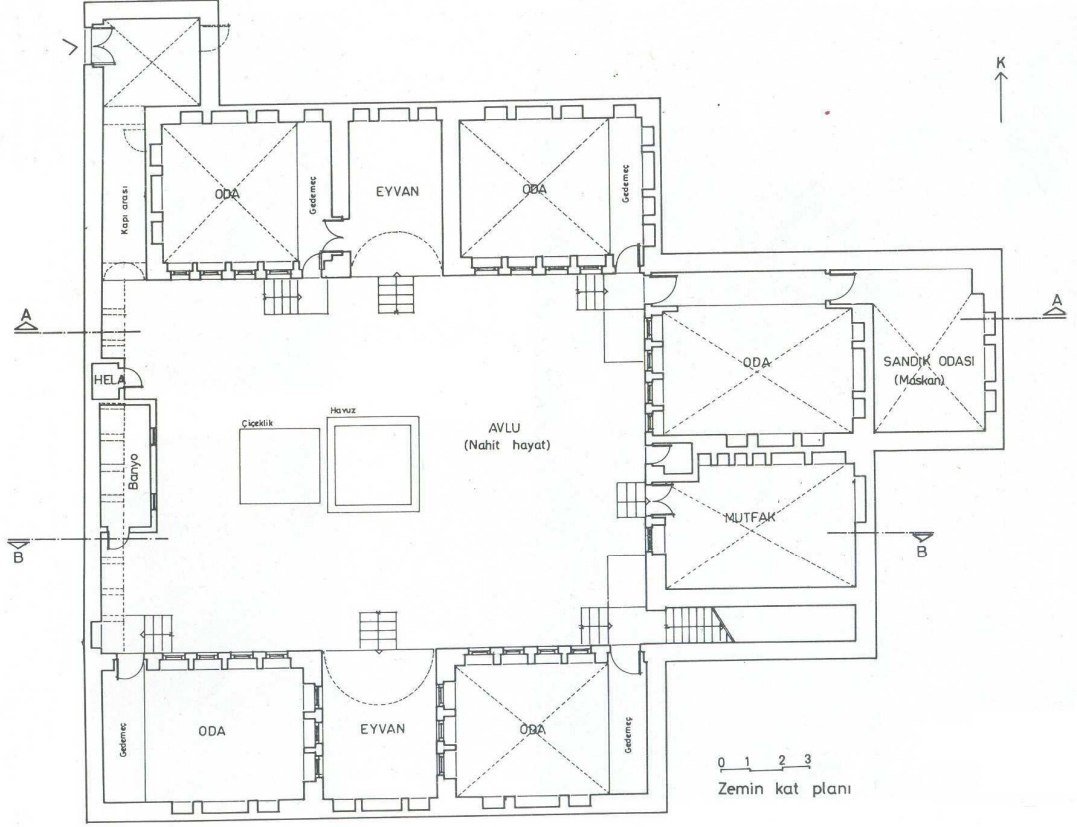 K
ODA
Gedemeç
EYVAN
ODA
Gedemeç
Kapı arası
A
A
HELA
ODA
SANDIK ODASI
(Maskan)
Çiçeklik
Havuz
AVLU
(Nahit hayat)
Banyo
MUTFAK
B
B
Gedemeç
ODA
EYVAN
ODA
Gedemeç
0 1 2 3
Zemin kat planı